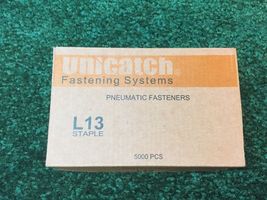 unicatch
Fastening Systems
PNEUMATIC FASTENERS
L13
STAPLE
5000 PCS